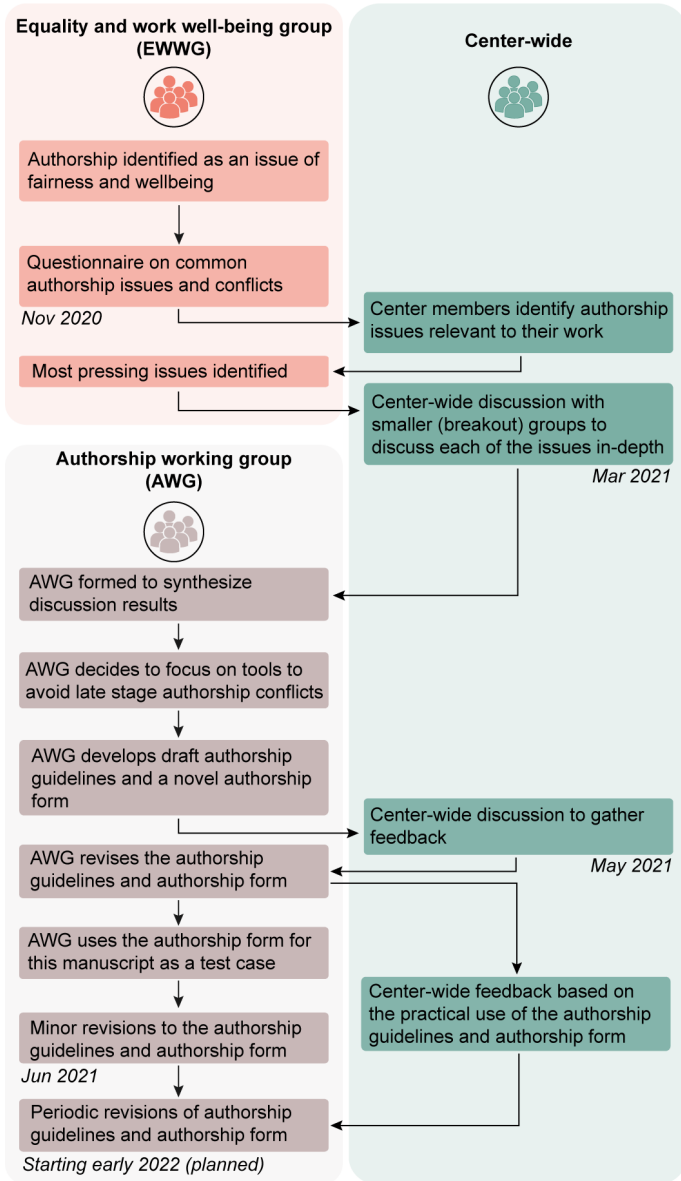 Equality and work well-being group
(EWWG)
Center-wide
Authorship identified as an issue of
fairness and wellbeing
Questionnaire on common
authorship issues and conflicts
Nov 2020
Center members identify authorship
issues relevant to their work
Most pressing issues identified
Center-wide discussion with
smaller (breakout) groups to
discuss each of the issues in-depth
Mar 2021
Authorship working group
(AWG)
AWG formed to synthesize
discussion results
AWG decides to focus on tools to
avoid late stage authorship conflicts
AWG develops draft authorship
guidelines and a novel authorship
form
Center-wide discussion to gather
feedback
May 2021
AWG revises the authorship
guidelines and authorship form
AWG uses the authorship form for
this manuscript as a test case
Center-wide feedback based on
the practical use of the authorship
guidelines and authorship form
Minor revisions to the authorship
guidelines and authorship form
Jun 2021
Periodic revisions of authorship
guidelines and authorship form
Starting early 2022 (planned)